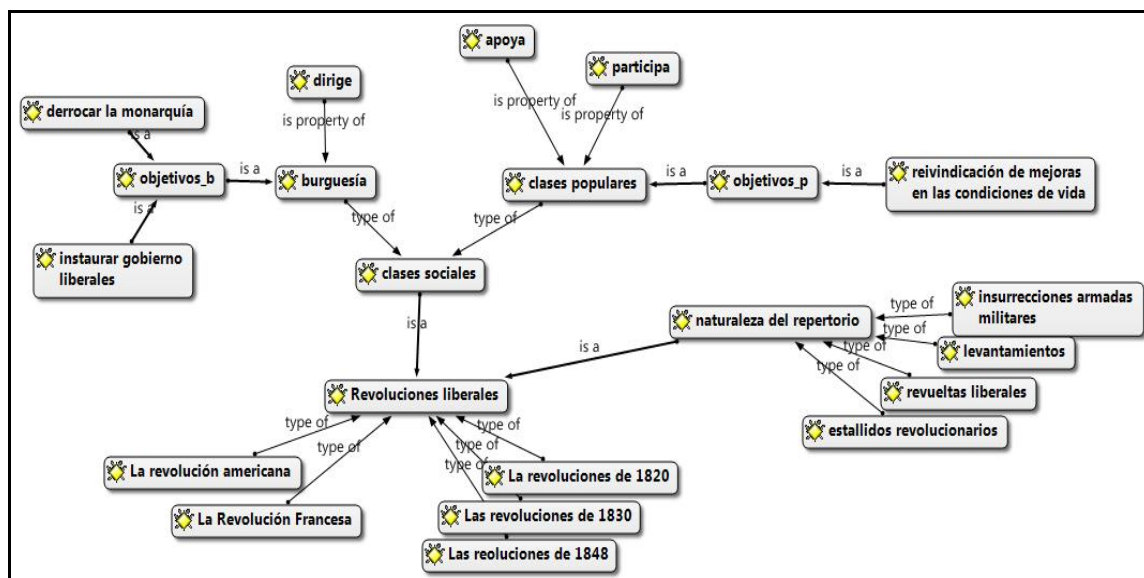 apoya
participa
dirige
is property of
is property of
is property of
derrocar la monarquía
is a
objetivos_b
is a
burguesía
clases populares
is a
objetivos_p
is a
reivindicación de mejoras
en las condiciones de vida
is a
type of
type of
instaurar gobierno
liberales
clases sociales
is a
naturaleza del repertorio
type of
insurrecciones armadas
militares
type of
levantamientos
type of
type of
is a
revueltas liberales
Revoluciones liberales
estallidos revolucionarios
type of
type of
type of
type of
type of
La revolución americana
La revoluciones de 1820
La Revolución Francesa
Las revoluciones de 1830
Las reoluciones de 1848